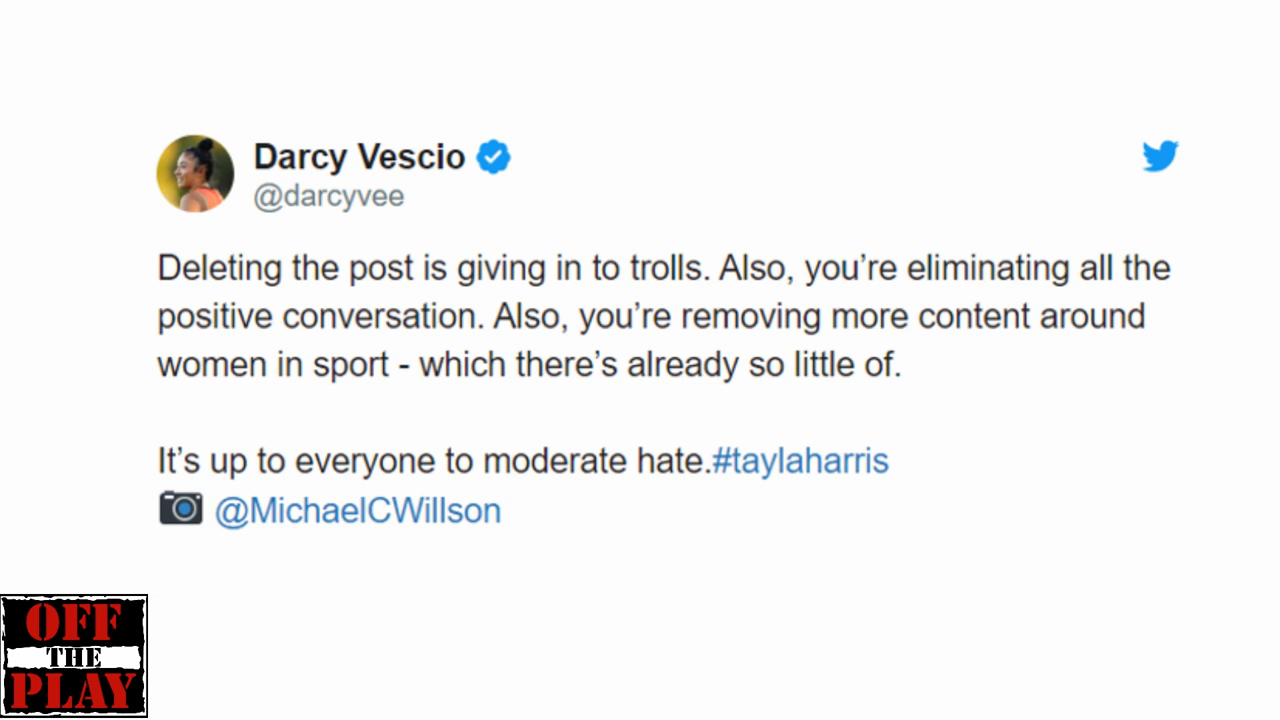 Darcy Vescio
@darcyvee
Deleting the post is giving in to trolls. Also, you’re eliminating all the
positive conversation. Also, you’re removing more content around
women in sport - which there’s already so little of.
It’s up to everyone to moderate hate.#taylaharris
@MichaelCWillson
OFF
THE
PLAY